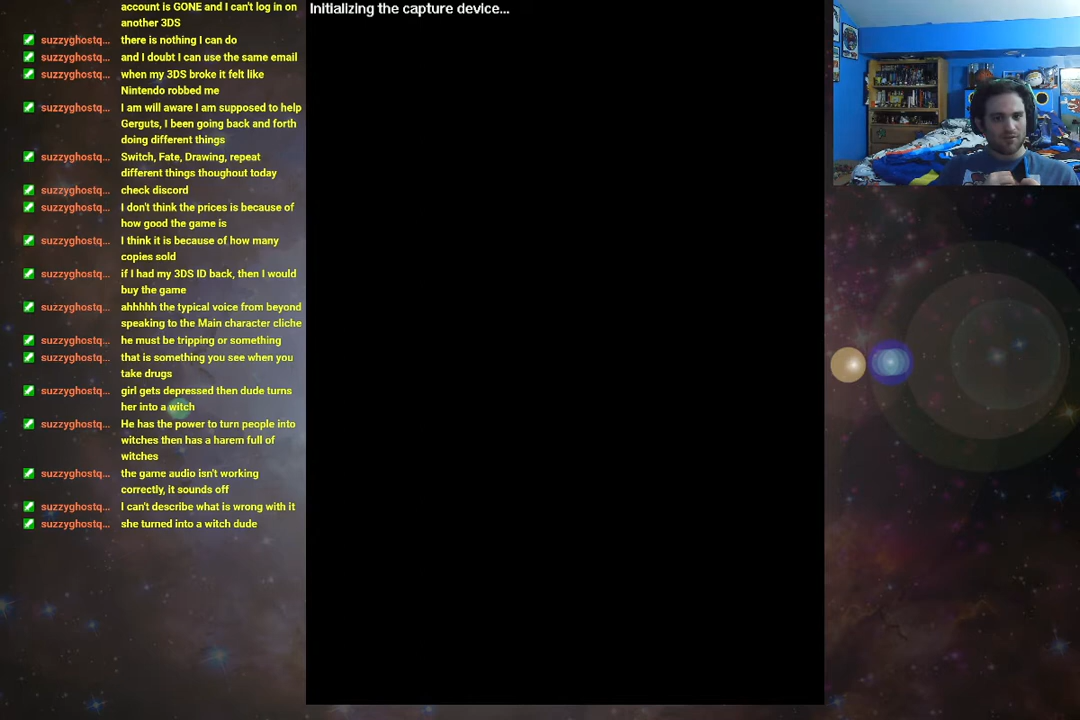 account is GONE and I can't log in on
another 3DS
suzzyghostq... there is nothing I can do
suzzyghostq... and I doubt I can use the same email
suzzyghostq... when my 3DS broke it felt like
Nintendo robbed me
suzzyghostq... I am will aware I am supposed to help
Gerguts, I been going back and forth
doing different things
suzzyghostq... Switch, Fate, Drawing, repeat
different things thoughout today
suzzyghostq... check discord
suzzyghostq... I don't think the prices is because of
how good the game is
suzzyghostq... I think it is because of how many
copies sold
suzzyghostq... if I had my 3DS ID back, then I would
buy the game
suzzyghostq... ahhhhh the typical voice from beyond
speaking to the Main character cliche
suzzyghostq... he must be tripping or something
suzzyghostq... that is something you see when you
take drugs
suzzyghostq... girl gets depressed then dude turns
her into a witch
suzzyghostq... He has the power to turn people into
witches then has a harem full of
witches
suzzyghostq... the game audio isn't working
correctly, it sounds off
suzzyghostq... I can't describe what is wrong with it
suzzyghostq... she turned into a witch dude
Initializing the capture device...